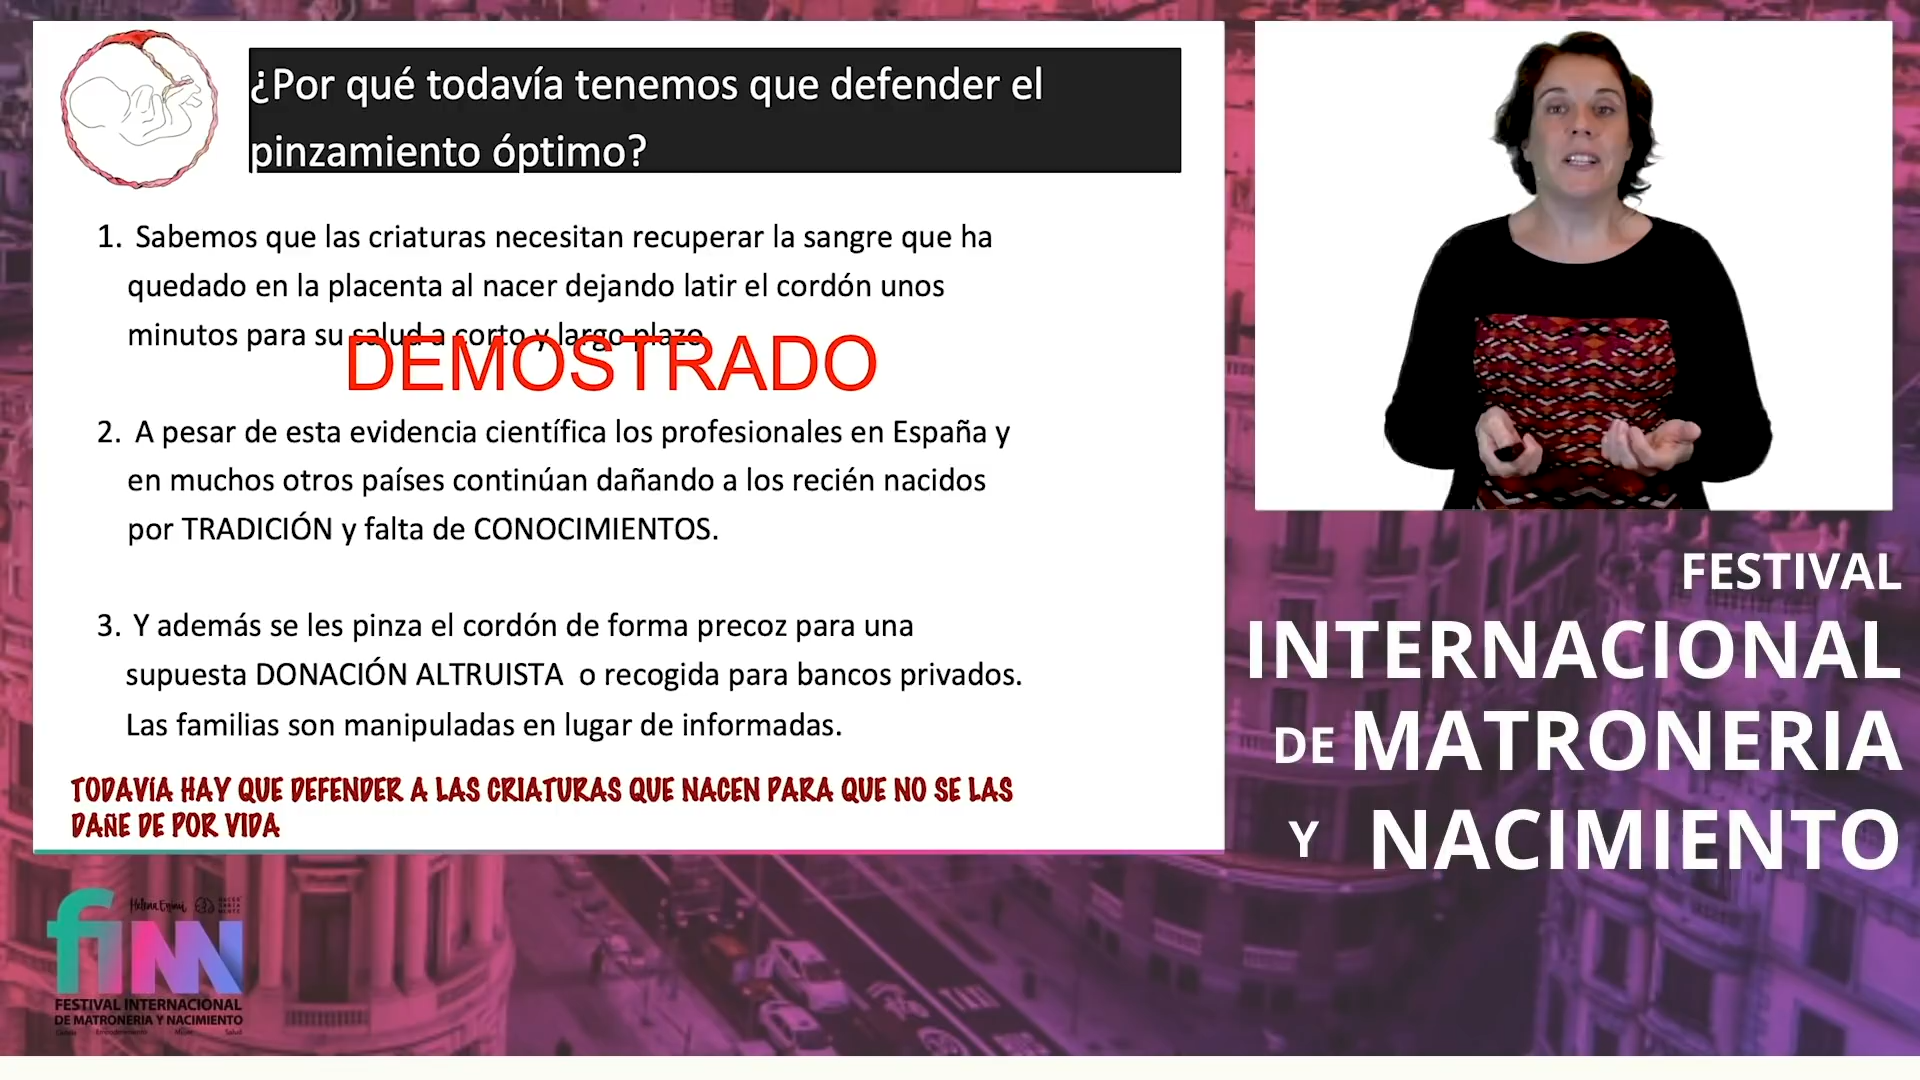 ¿Por qué todavía tenemos que defender el
pinzamiento óptimo?
1. Sabemos que las criaturas necesitan recuperar la sangre que ha
quedado en la placenta al nacer dejando latir el cordón unos
minutos para su salud a corto y largo plazo
DEMOSTRADO
2. A pesar de esta evidencia científica los profesionales en España y
en muchos otros países continúan dañando a los recién nacidos
por TRADICIÓN y falta de CONOCIMIENTOS.
3. Y además se les pinza el cordón de forma precoz para una
supuesta DONACIÓN ALTRUISTA o recogida para bancos privados.
Las familias son manipuladas en lugar de informadas.
TODAVÍA HAY QUE DEFENDER A LAS CRIATURAS QUE NACEN PARA QUE NO SE LAS
DAÑE DE POR VIDA
FESTIVAL
INTERNACIONAL
DE MATRONERIA
Y NACIMIENTO
fimn
FESTIVAL INTERNACIONAL
DE MATRONERIA Y NACIMIENTO
TAXI